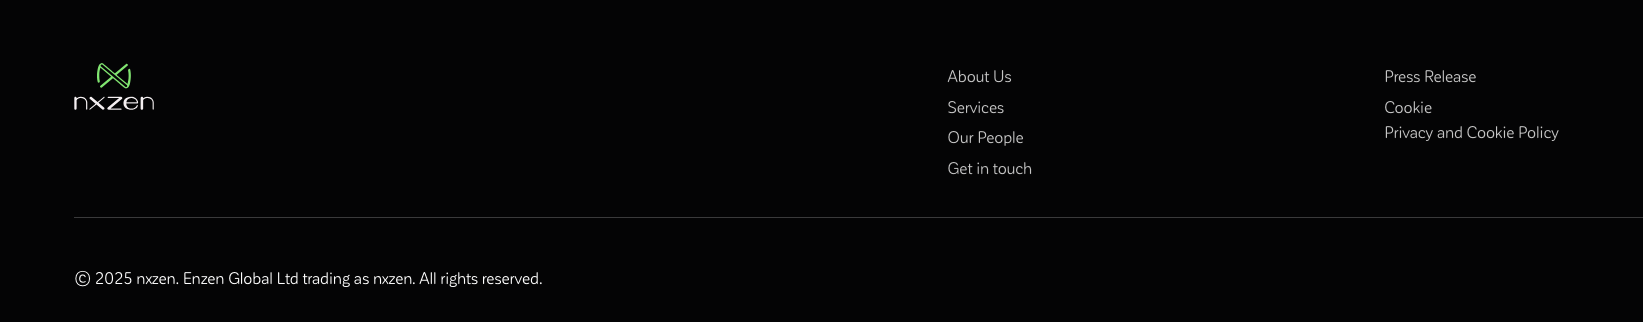 nxzen
About Us
Services
Our People
Get in touch
Press Release
Cookie
Privacy and Cookie Policy
© 2025 nxzen. Enzen Global Ltd trading as nxzen. All rights reserved.